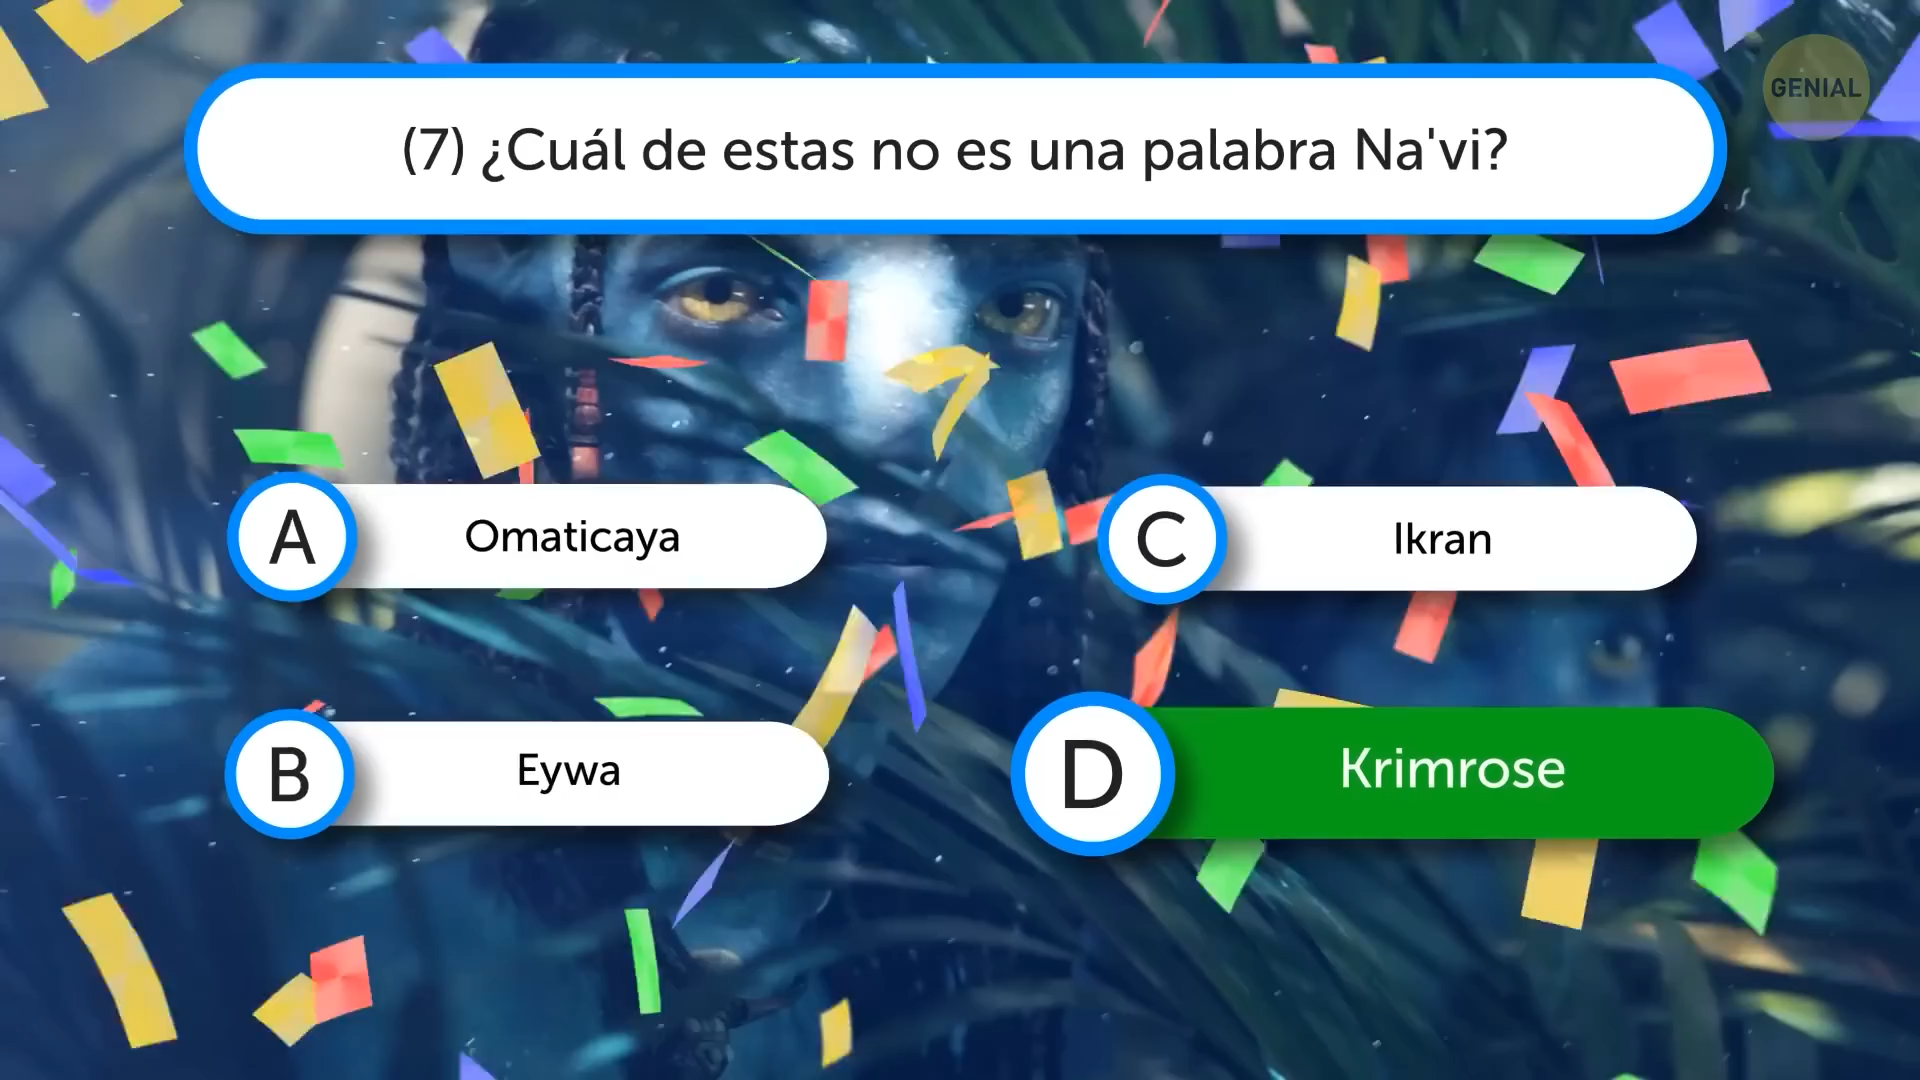 GENIAL
(7) ¿Cuál de estas no es una palabra Na'vi?
A Omaticaya
B Eywa
C Ikran
D Krimrose